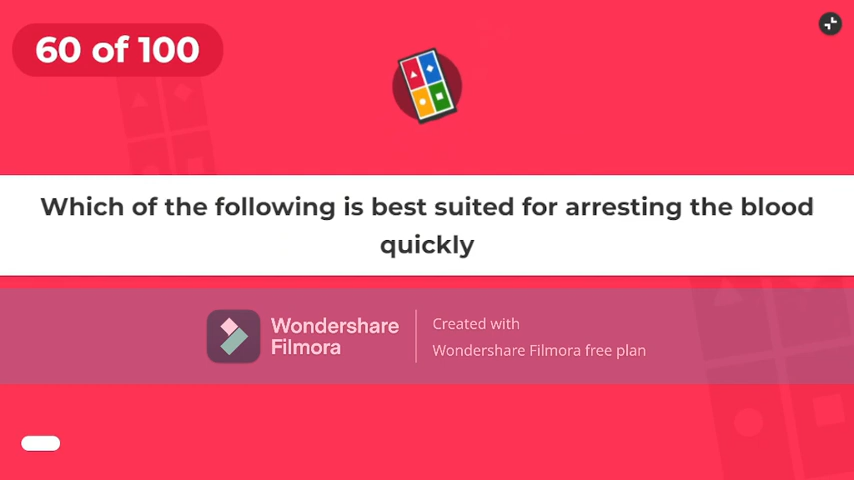 60 of 100
Which of the following is best suited for arresting the blood
quickly
Wondershare
Filmora
Created with
Wondershare Filmora free plan